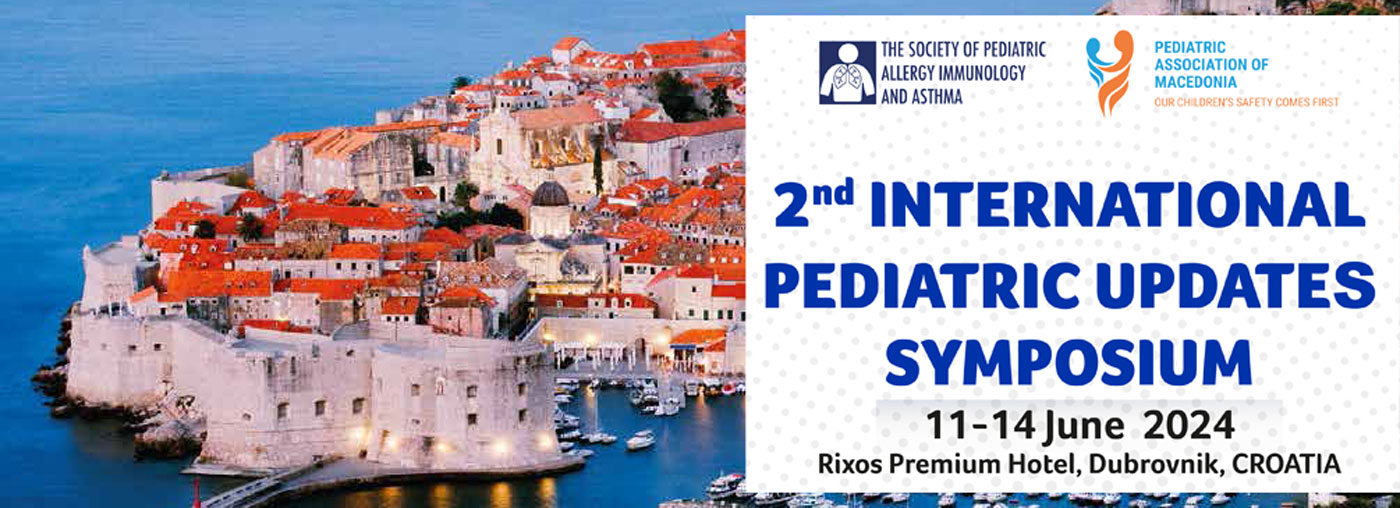 THE SOCIETY OF PEDIATRIC
ALLERGY IMMUNOLOGY
AND ASTHMA
PEDIATRIC
ASSOCIATION OF
MACEDONIA
OUR CHILDREN'S SAFETY COMES FIRST
2nd INTERNATIONAL
PEDIATRIC UPDATES
SYMPOSIUM
11-14 June 2024
Rixos Premium Hotel, Dubrovnik, CROATIA